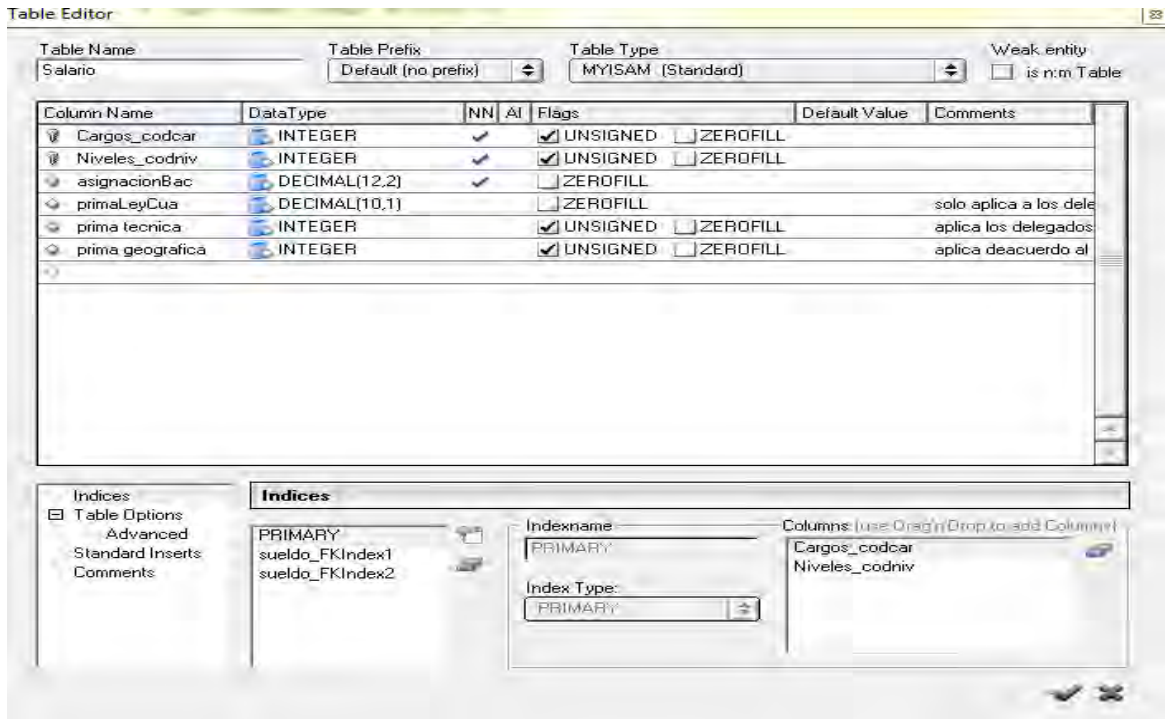 Table Editor
Table Name Table Prefix Table Type Weak entity
Salario Default (no prefix) MYISAM (Standard) is n:m Table
Column Name DataType NN AI Flags Default Value Comments
Cargos_codcar INTEGER UNSIGNED ZEROFILL
Niveles_codniv INTEGER UNSIGNED ZEROFILL
asignacionBac DECIMAL(12,2) ZEROFILL
primaLeyCua DECIMAL(10,1) ZEROFILL solo aplica a los dele
prima tecnica INTEGER UNSIGNED ZEROFILL aplica los delegados
prima geografica INTEGER UNSIGNED ZEROFILL aplica deacuerdo al
Indices
Table Options
Advanced
Standard Inserts
Comments
Indices
PRIMARY
sueldo_FKIndex1
sueldo_FKIndex2
Indexname
PRIMARY
Index Type:
PRIMARY
Columns (use Drag'n'Drop to add Columns)
Cargos_codcar
Niveles_codniv